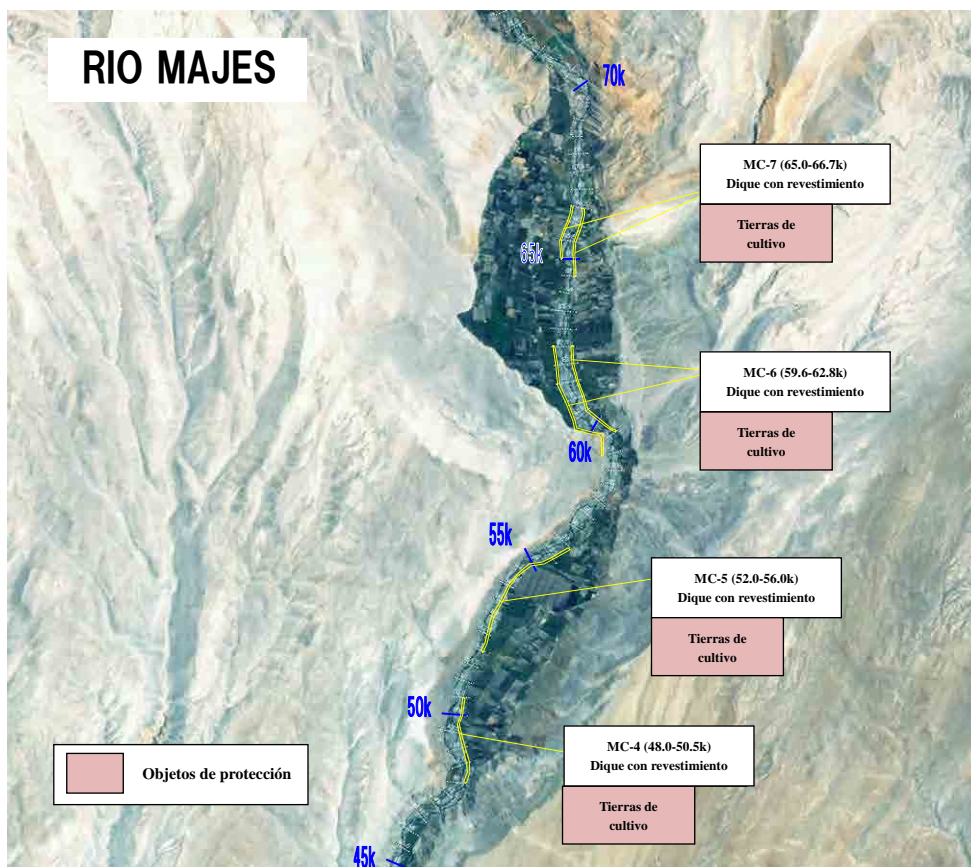 RIO MAJES
70k
MC-7 (65.0-66.7k)
Dique con revestimiento
Tierras de
cultivo
65k
MC-6 (59.6-62.8k)
Dique con revestimiento
Tierras de
cultivo
60k
55k
MC-5 (52.0-56.0k)
Dique con revestimiento
Tierras de
cultivo
50k
MC-4 (48.0-50.5k)
Dique con revestimiento
Tierras de
cultivo
Objetos de protección
45k